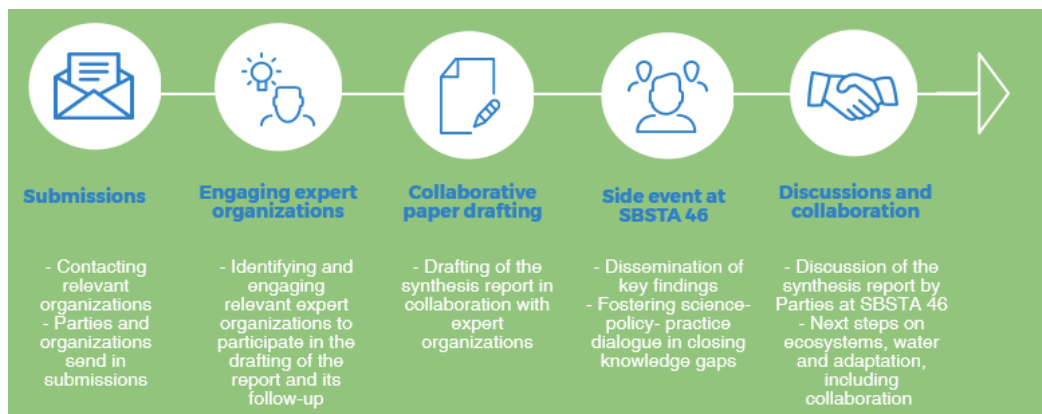 Submissions
- Contacting
relevant
organizations
- Parties and
organizations
send in
submissions
Engaging expert
organizations
- Identifying and
engaging
relevant expert
organizations to
participate in the
drafting of the
report and its
follow-up
Collaborative
paper drafting
- Drafting of the
synthesis report in
collaboration with
expert
organizations
Side event at
SBSTA 46
- Dissemination of
key findings
- Fostering science-
policy- practice
dialogue in closing
knowledge gaps
Discussions and
collaboration
- Discussion of the
synthesis report by
Parties at SBSTA 46
- Next steps on
ecosystems, water
and adaptation,
including
collaboration